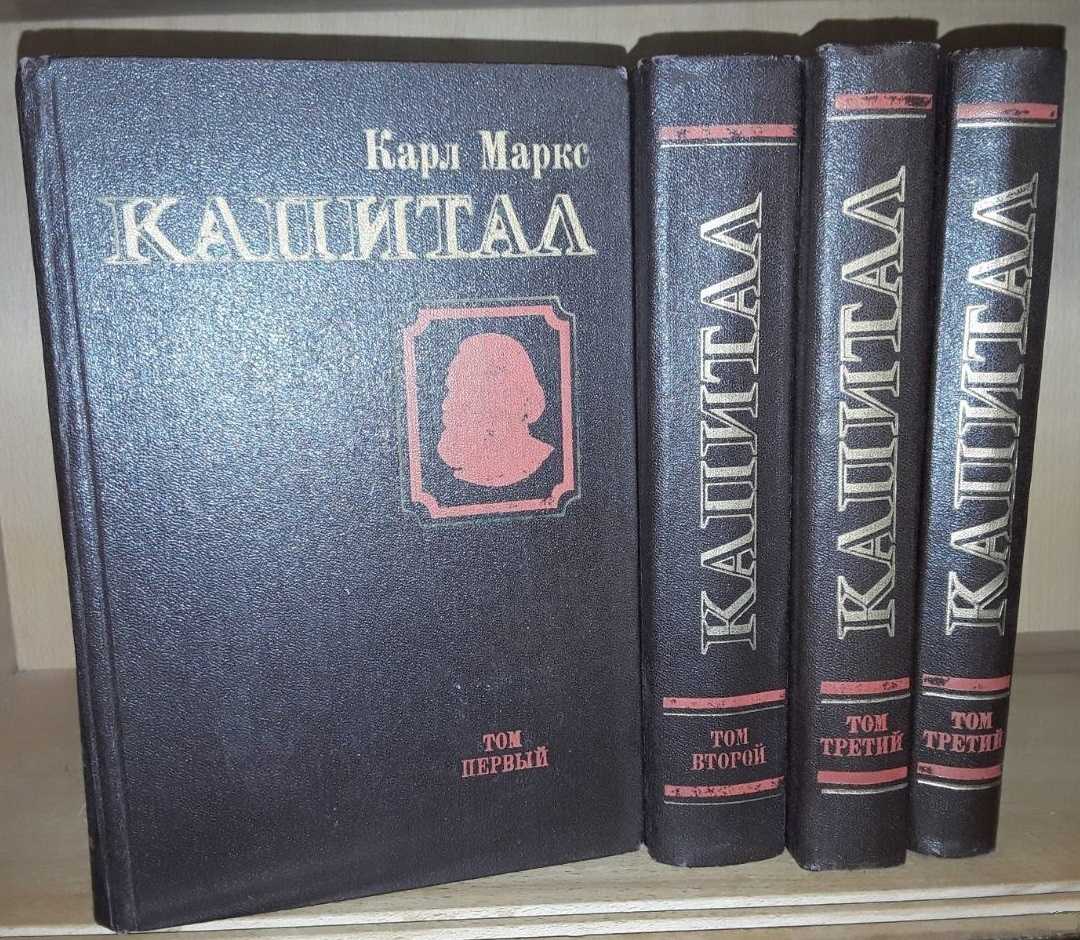 Карл Маркс
КАПИТАЛ
ТОМ
ПЕРВЫЙ
КАПИТАЛ
ТОМ
ВТОРОЙ
КАПИТАЛ
ТОМ
ТРЕТИЙ
КАПИТАЛ
ТОМ
ТРЕТИЙ